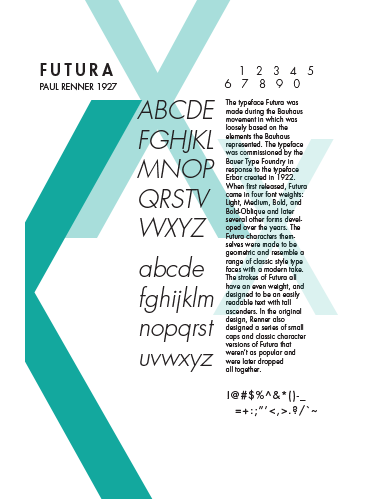 FUTURA
PAUL RENNER 1927
1 2 3 4 5
6 7 8 9 0
ABCDE
FGHJKL
MNOP
QRSTV
WXYZ
abcde
fghijklm
nopqrst
uvwxyz
The typeface Futura was
made during the Bauhaus
movement in which was
loosely based on the
elements the Bauhaus
represented. The typeface
was commissioned by the
Bauer Type Foundry in
response to the typeface
Erbar created in 1922.
When first released, Futura
came in four font weights:
Light, Medium, Bold, and
Bold-Oblique and later
several other forms devel-
oped over the years. The
Futura characters them-
selves were made to be
geometric and resemble a
range of classic style type
faces with a modern take.
The strokes of Futura all
have an even weight, and
designed to be an easily
readable text with tall
ascenders. In the original
design, Renner also
designed a series of small
caps and classic character
versions of Futura that
weren't as popular and
were later dropped
all together.
!@#$%^&*()-_
=+:;"'<,>.?/`~